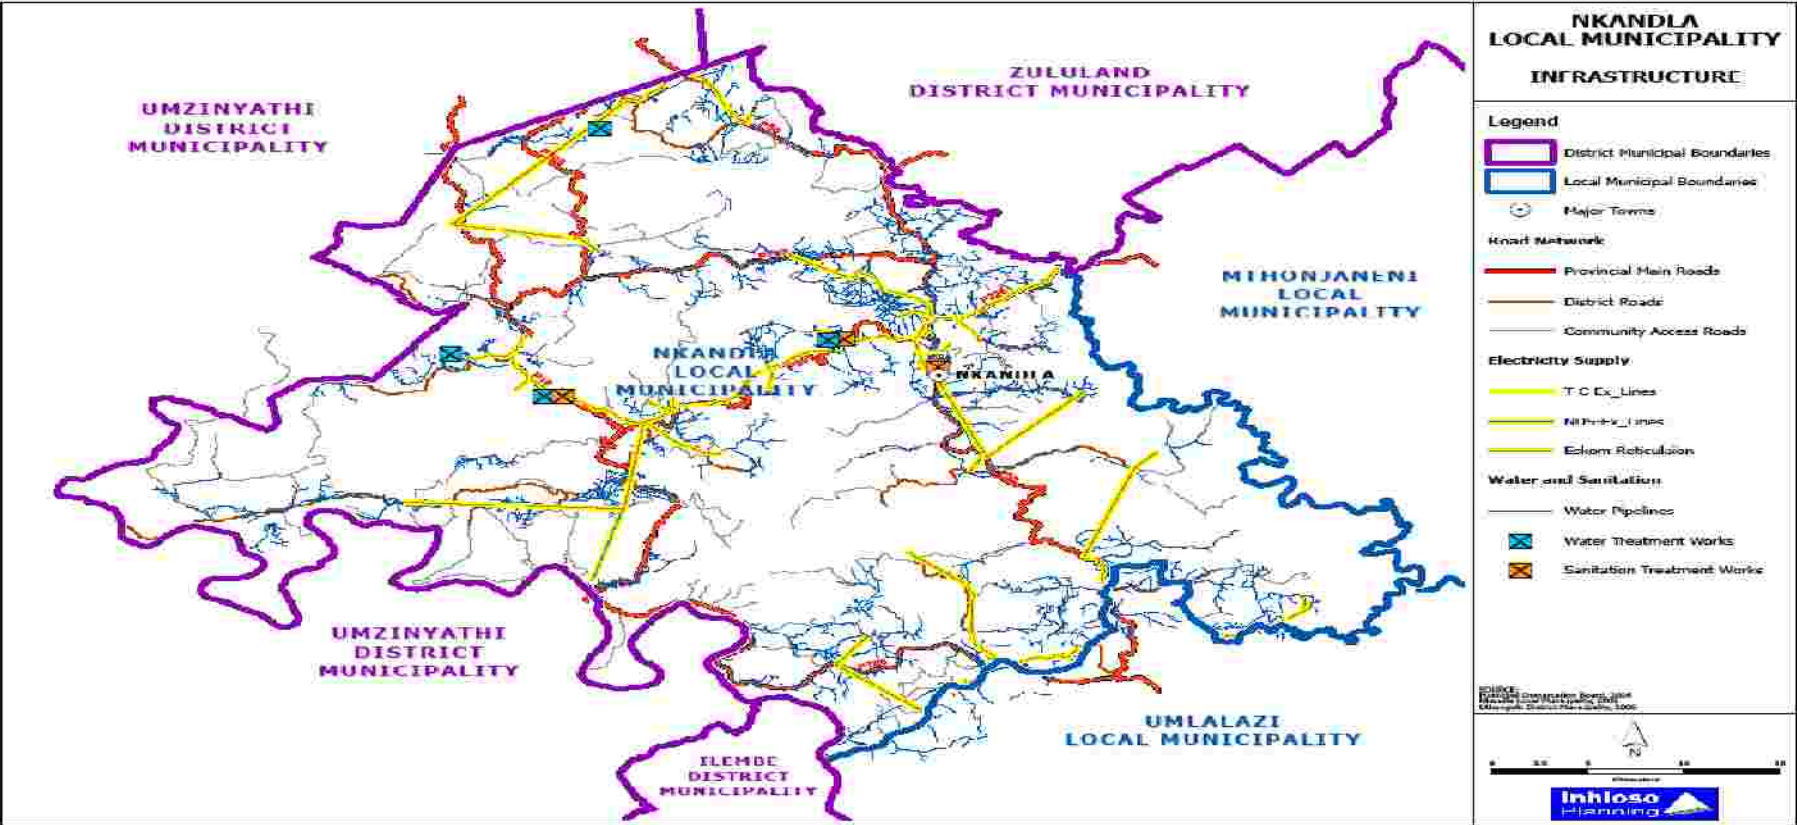 NKANDLA
LOCAL MUNICIPALITY
INFRASTRUCTURE
ZULULAND
DISTRICT MUNICIPALITY
UMZINYATHI
DISTRICT
MUNICIPALITY
MTHONJANENI
LOCAL
MUNICIPALITY
NKANDLA
LOCAL
MUNICIPALITY
NKANDLA
UMZINYATHI
DISTRICT
MUNICIPALITY
UMLALAZI
LOCAL MUNICIPALITY
ILEMBE
DISTRICT
MUNICIPALITY
Legend
District Municipal Boundaries
Local Municipal Boundaries
Major Towns
Road Network
Provincial Main Roads
District Roads
Community Access Roads
Electricity Supply
Ex_Lines
Eskom Reticulation
Water and Sanitation
Water Pipelines
Water Treatment Works
Sanitation Treatment Works
SOURCE:
N
Inhloso
Planning